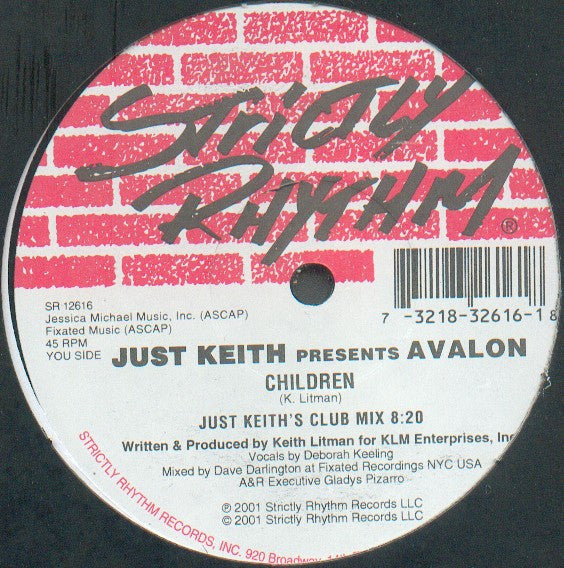 STRICTLY
RHYTHM®
7 -3218-32616-1 8
SR 12616
Jessica Michael Music, Inc. (ASCAP)
Fixated Music (ASCAP)
45 RPM
YOU SIDE
JUST KEITH PRESENTS AVALON
CHILDREN
(K. Litman)
JUST KEITH'S CLUB MIX 8:20
Written & Produced by Keith Litman for KLM Enterprises, Inc
Vocals by Deborah Keeling
Mixed by Dave Darlington at Fixated Recordings NYC USA
A&R Executive Gladys Pizarro
℗ 2001 Strictly Rhythm Records LLC
© 2001 Strictly Rhythm Records LLC
STRICTLY RHYTHM RECORDS, INC. 920 Broadway,